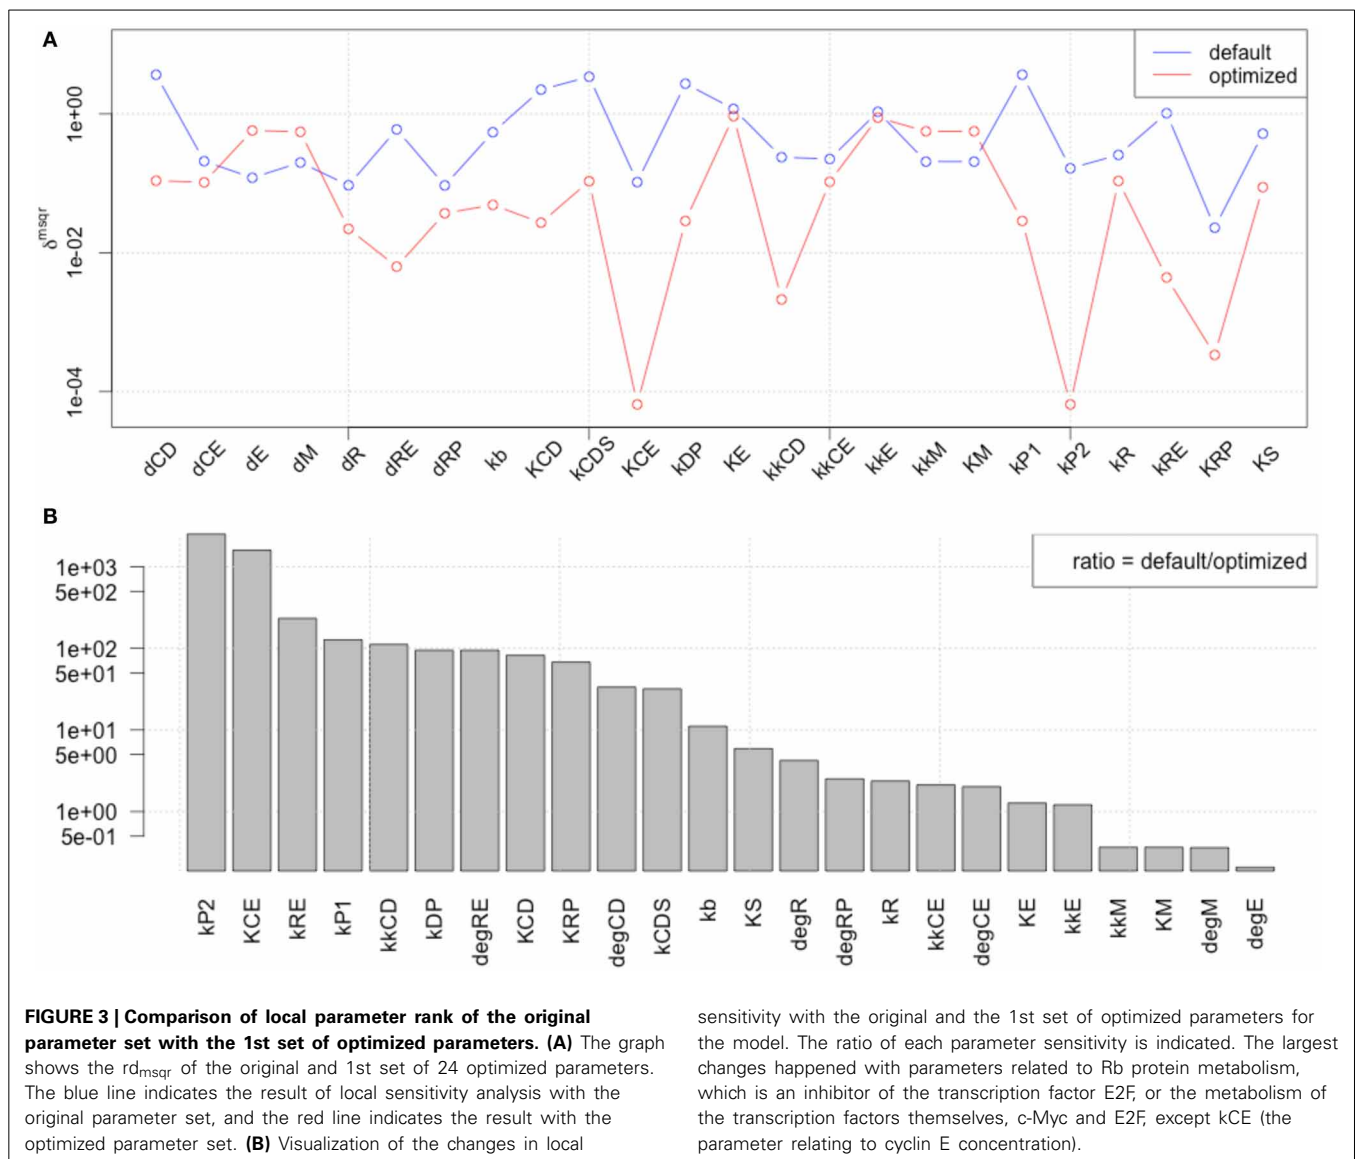 A
default
optimized
1e+00
1e-02
1e-04
δmsqr
dCD dCE dE dM dR dRE dRP kb KCD kCDS KCE kDP KE kkCD kkCE kkE kkM KM kP1 kP2 kR kRE KRP KS
B
ratio = default/optimized
1e+03
5e+02
1e+02
5e+01
1e+01
5e+00
1e+00
5e-01
kP2 KCE kRE kP1 kkCD kDP degRE KCD KRP degCD kCDS kb KS degR degRP kR kkCE degCE KE kkE kkM KM degM degE
FIGURE 3 | Comparison of local parameter rank of the original
parameter set with the 1st set of optimized parameters. (A) The graph
shows the rdmsqr of the original and 1st set of 24 optimized parameters.
The blue line indicates the result of local sensitivity analysis with the
original parameter set, and the red line indicates the result with the
optimized parameter set. (B) Visualization of the changes in local
sensitivity with the original and the 1st set of optimized parameters for
the model. The ratio of each parameter sensitivity is indicated. The largest
changes happened with parameters related to Rb protein metabolism,
which is an inhibitor of the transcription factor E2F, or the metabolism of
the transcription factors themselves, c-Myc and E2F, except kCE (the
parameter relating to cyclin E concentration).